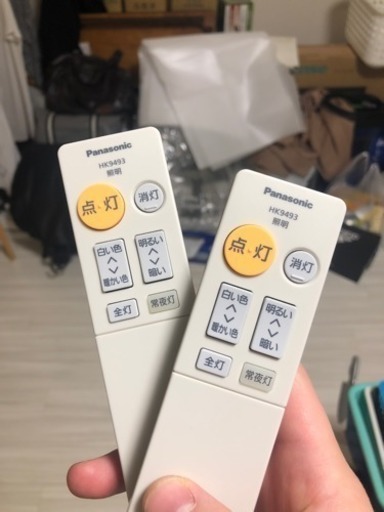 Panasonic
HK9493
照明
点・灯
消灯
白い色
暖かい色
明るい
暗い
全灯
常夜灯
Panasonic
HK9493
照明
点・灯
消灯
白い色
暖かい色
明るい
暗い
全灯
常夜灯